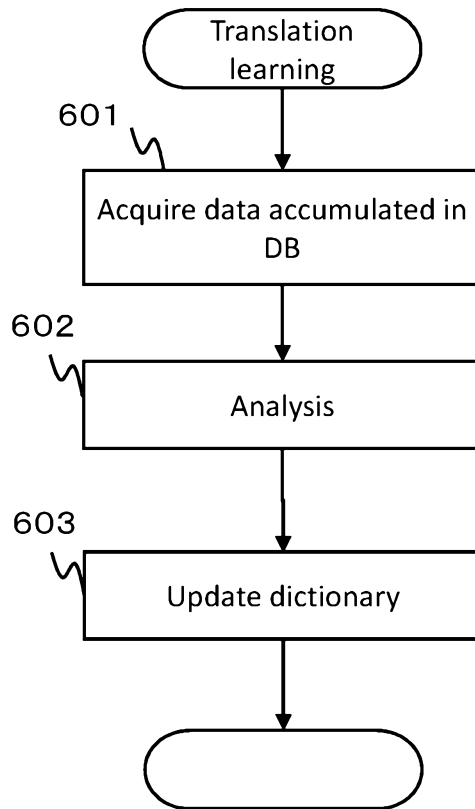 Translation
learning
601
Acquire data accumulated in
DB
602
Analysis
603
Update dictionary